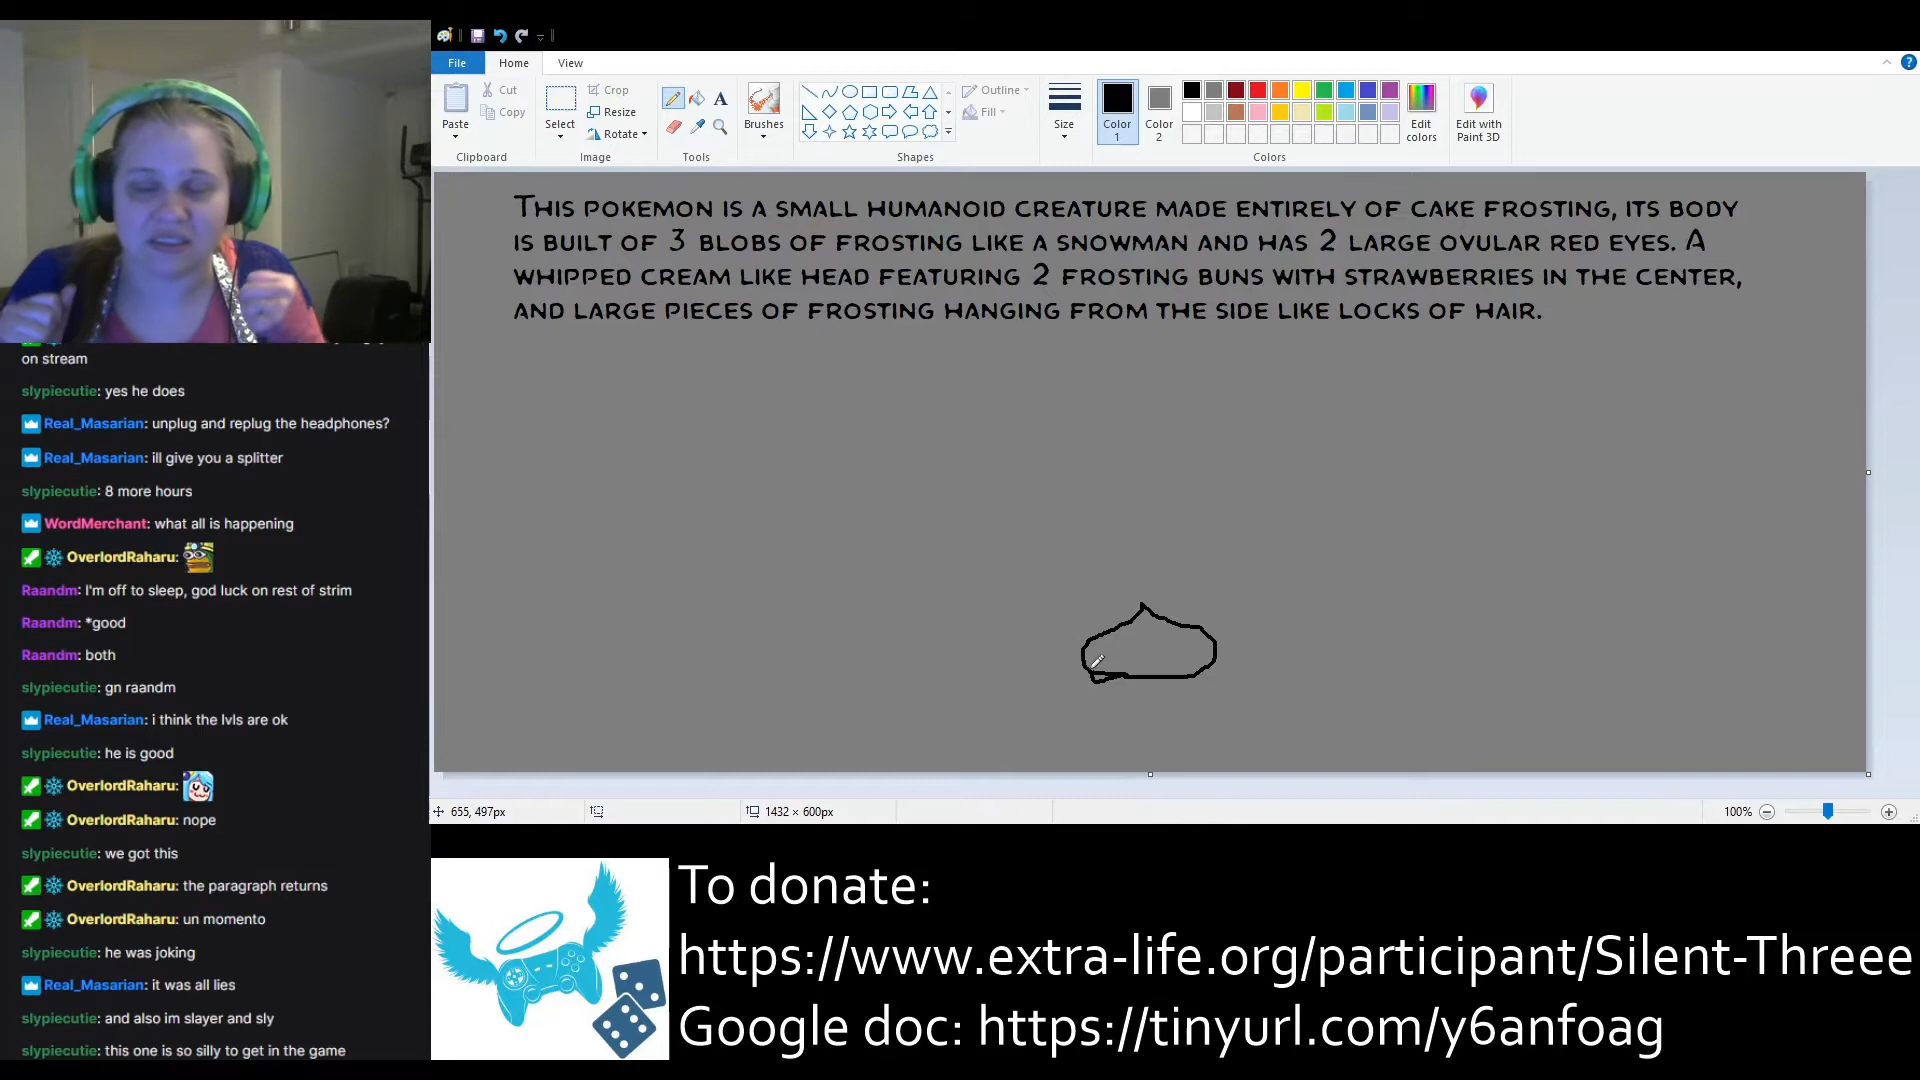 File
Home
View
Paste
Cut
Copy
Clipboard
Select
Crop
Resize
Rotate
Image
Tools
A
Brushes
Shapes
Outline
Fill
Size
Color
1
Color
2
Colors
Edit
colors
Edit with
Paint 3D
This pokemon is a small humanoid creature made entirely of cake frosting, its body
is built of 3 blobs of frosting like a snowman and has 2 large ovular red eyes. A
whipped cream like head featuring 2 frosting buns with strawberries in the center,
and large pieces of frosting hanging from the side like locks of hair.
on stream
slypiecutie: yes he does
Real_Masarian: unplug and replug the headphones?
Real_Masarian: ill give you a splitter
slypiecutie: 8 more hours
WordMerchant: what all is happening
OverlordRaharu:
Raandm: I'm off to sleep, god luck on rest of strim
Raandm: *good
Raandm: both
slypiecutie: gn raandm
Real_Masarian: i think the lvls are ok
slypiecutie: he is good
OverlordRaharu:
OverlordRaharu: nope
slypiecutie: we got this
OverlordRaharu: the paragraph returns
OverlordRaharu: un momento
slypiecutie: he was joking
Real_Masarian: it was all lies
slypiecutie: and also im slayer and sly
slypiecutie: this one is so silly to get in the game
655, 497px
1432 × 600px
100%
To donate:
https://www.extra-life.org/participant/Silent-Threee
Google doc: https://tinyurl.com/y6anfoag